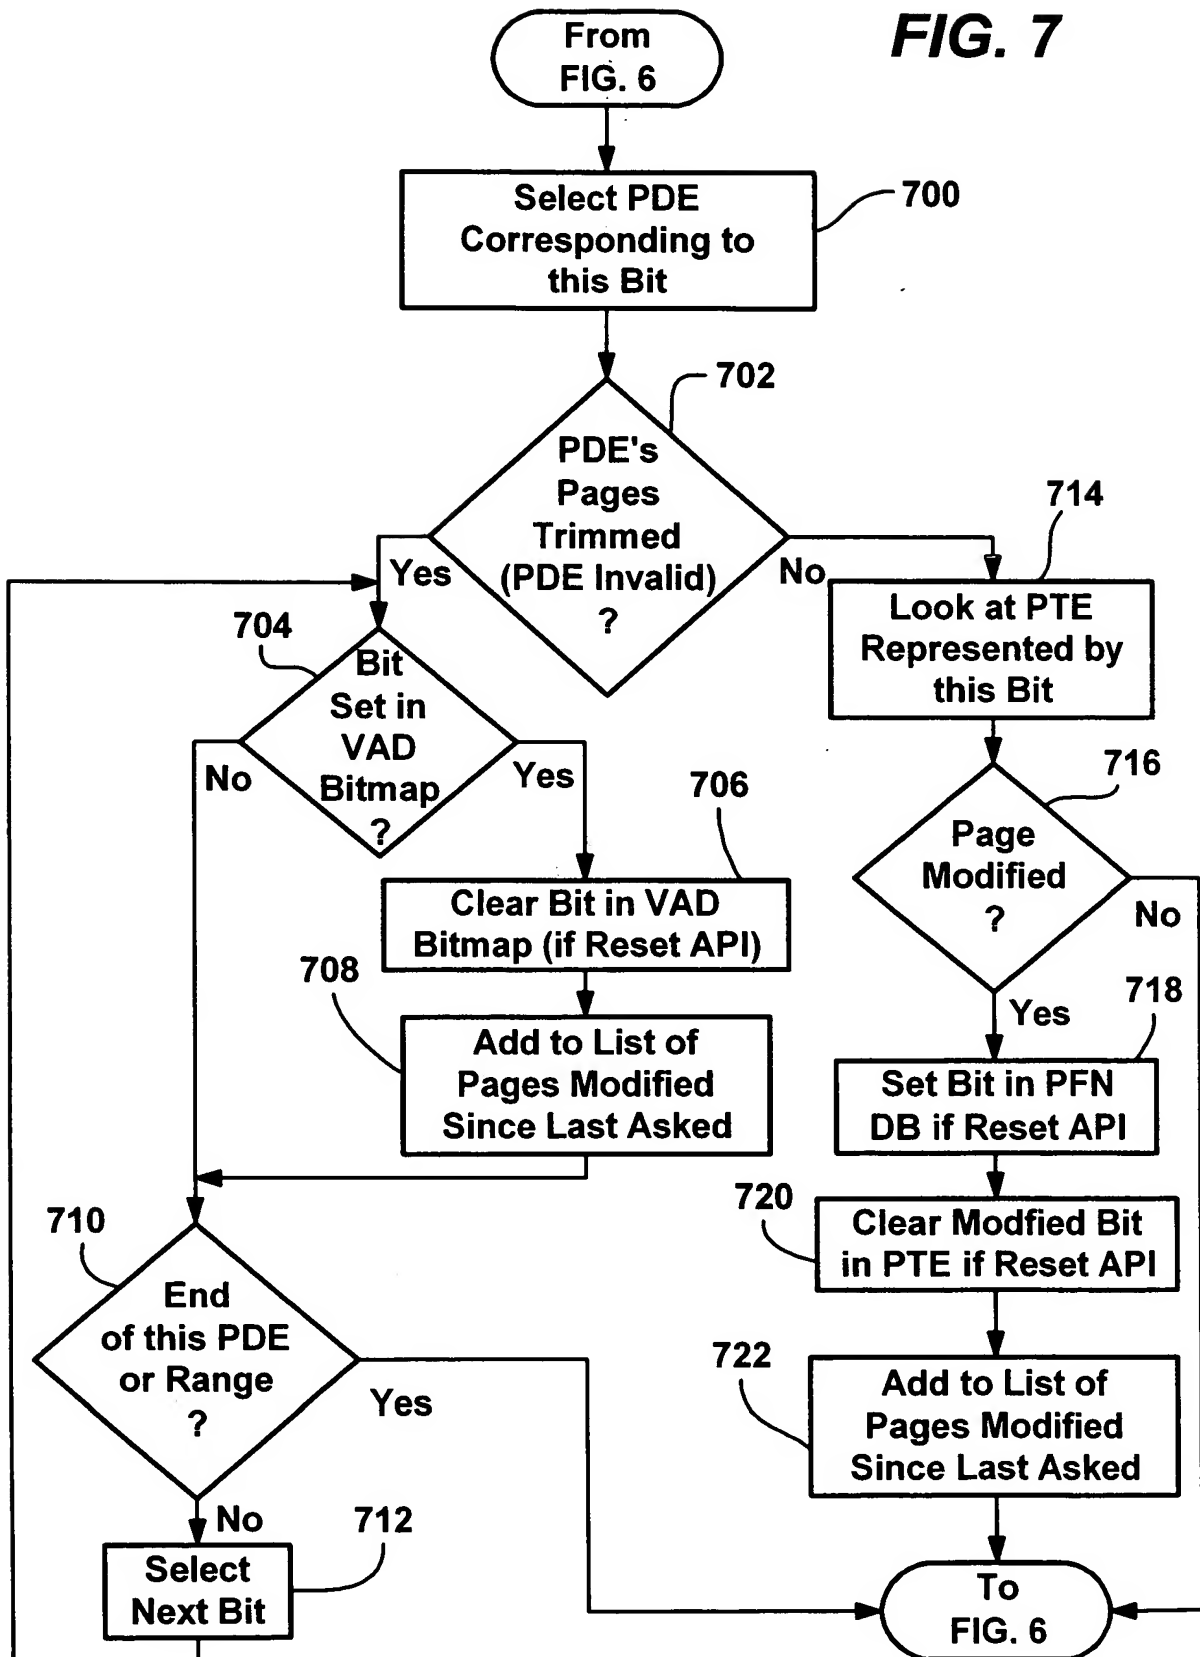 FIG. 7
From
FIG. 6
Select PDE
Corresponding to
this Bit
700
702
PDE's
Pages
Trimmed
(PDE Invalid)
?
Yes
No
704
Bit
Set in
VAD
Bitmap
?
No
Yes
706
Clear Bit in VAD
Bitmap (if Reset API)
708
Add to List of
Pages Modified
Since Last Asked
710
End
of this PDE
or Range
?
Yes
No
712
Select
Next Bit
714
Look at PTE
Represented by
this Bit
716
Page
Modified
?
No
Yes
718
Set Bit in PFN
DB if Reset API
720
Clear Modfied Bit
in PTE if Reset API
722
Add to List of
Pages Modified
Since Last Asked
To
FIG. 6